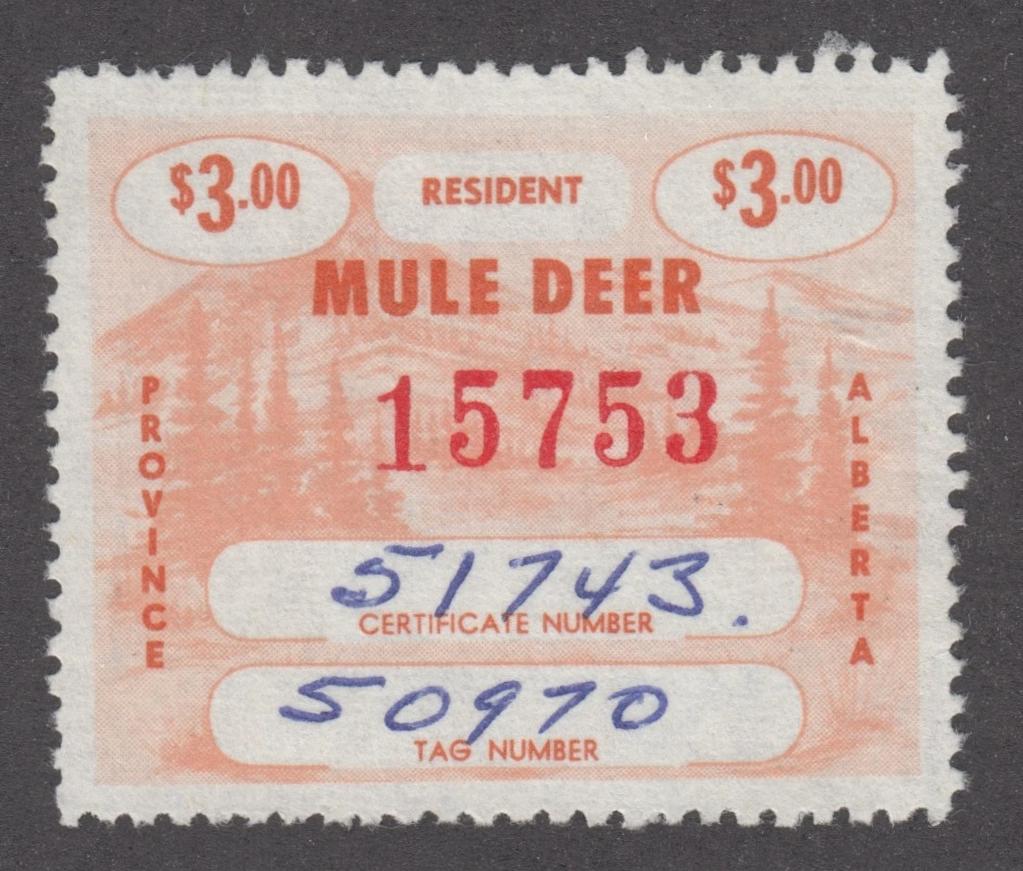 $3.00 RESIDENT $3.00
MULE DEER
15753
PROVINCE
ALBERTA
51743.
CERTIFICATE NUMBER
50970
TAG NUMBER